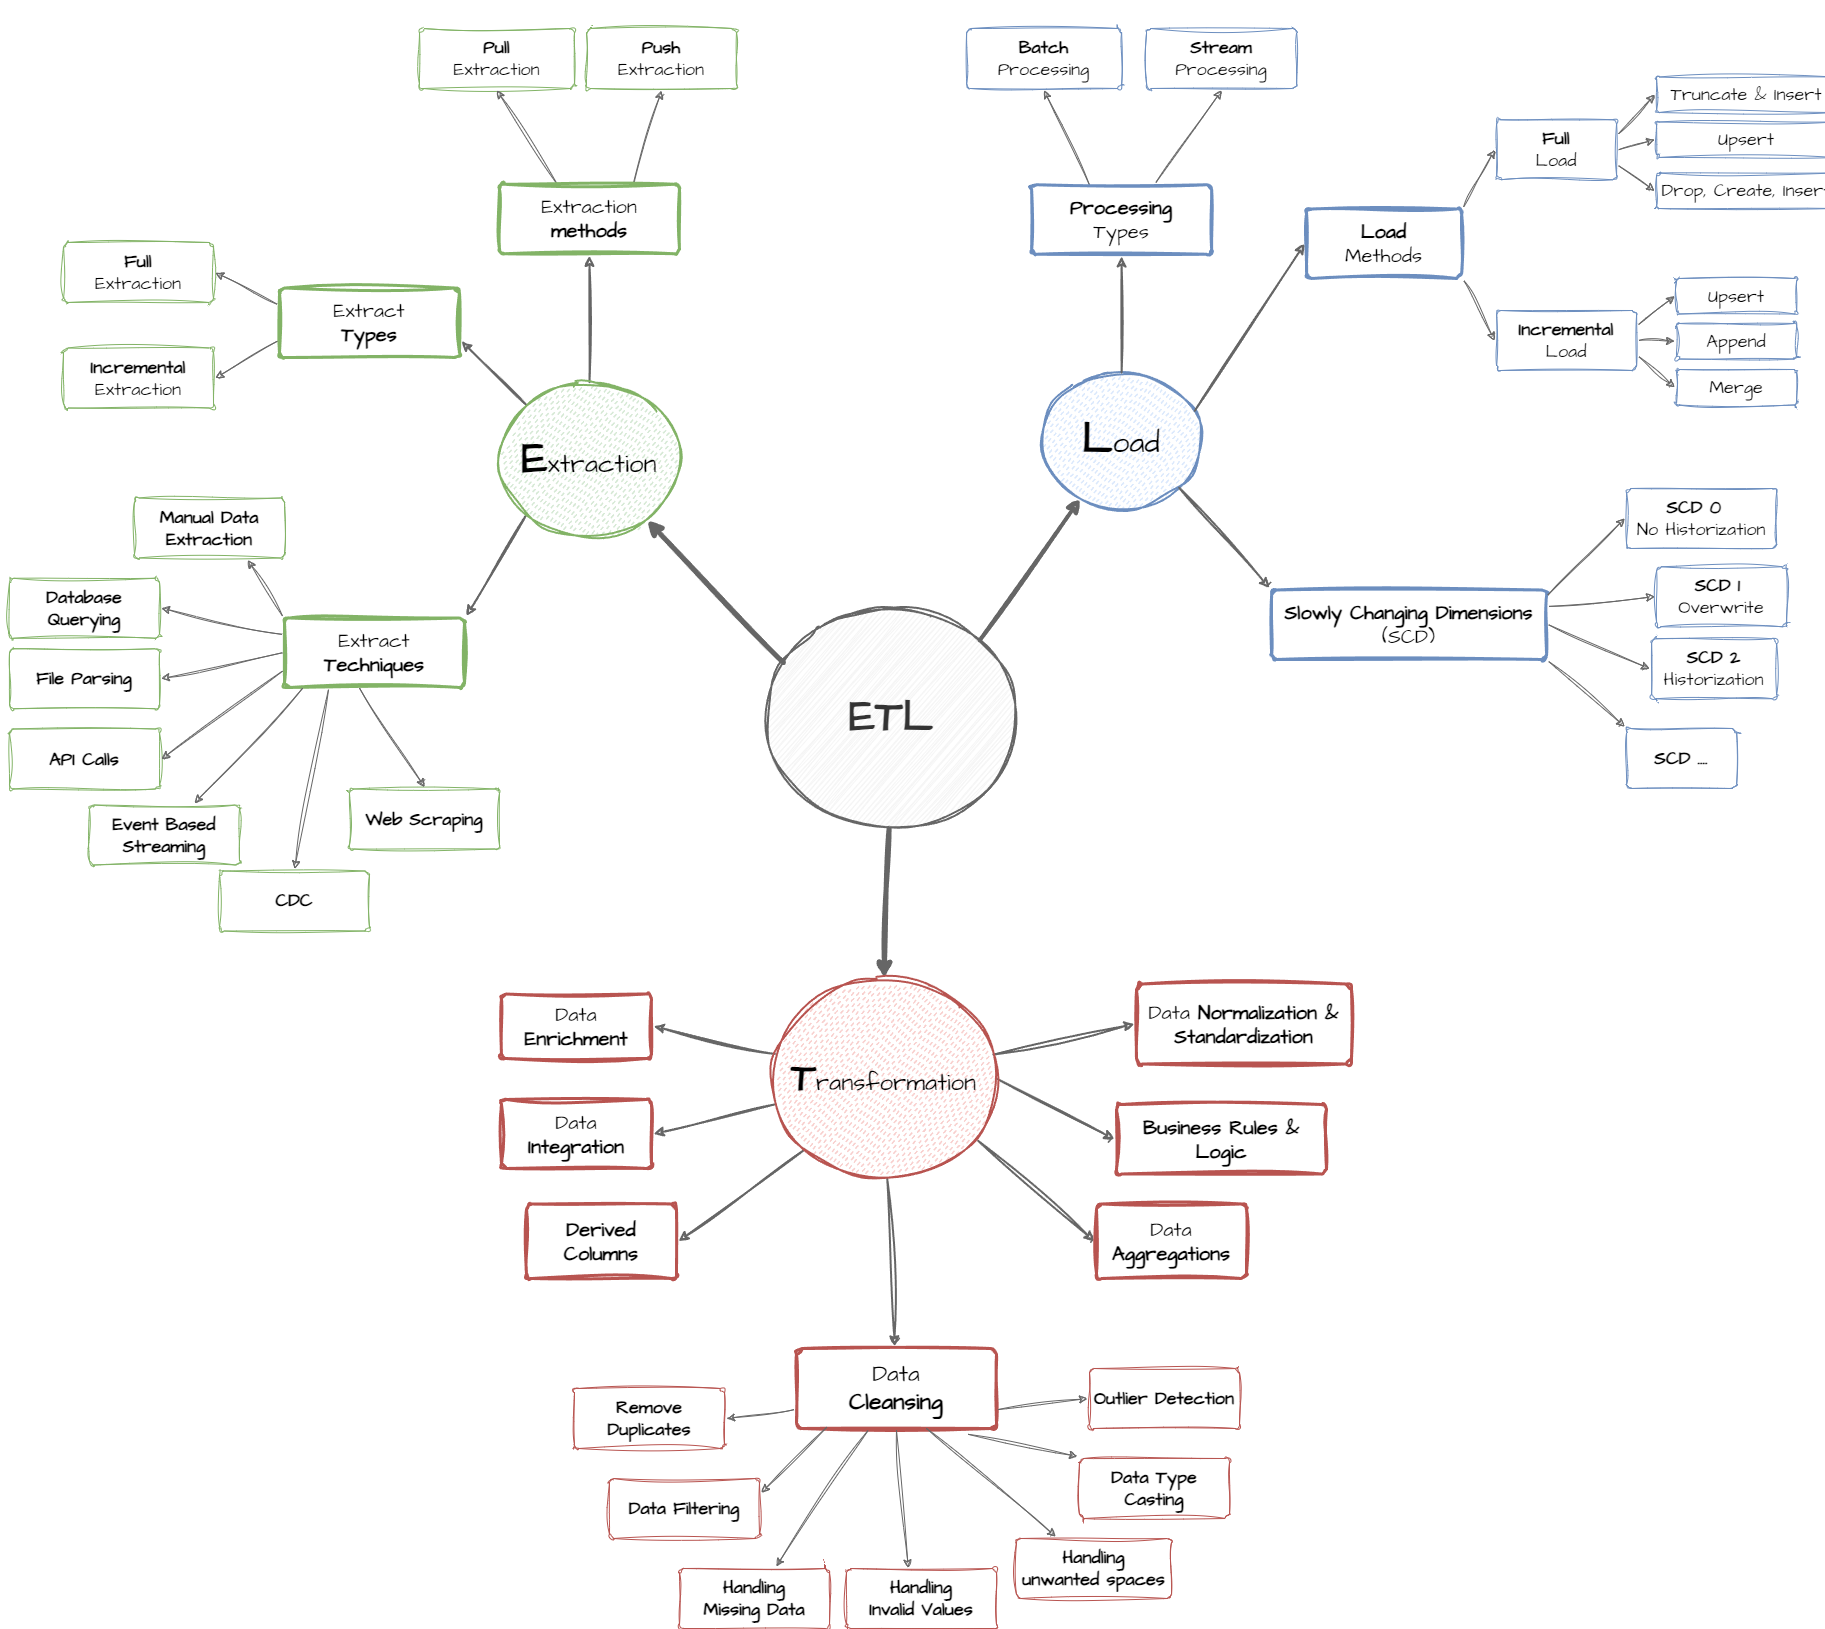 Pull
Extraction
Push
Extraction
Extraction
methods
Full
Extraction
Incremental
Extraction
Extract
Types
Extraction
Manual Data
Extraction
Database
Querying
File Parsing
API Calls
Event Based
Streaming
CDC
Web Scraping
Extract
Techniques
Batch
Processing
Stream
Processing
Processing
Types
Load
Load
Methods
Full
Load
Truncate & Insert
Upsert
Drop, Create, Insert
Incremental
Load
Upsert
Append
Merge
Slowly Changing Dimensions
(SCD)
SCD 0
No Historization
SCD 1
Overwrite
SCD 2
Historization
SCD ....
ETL
Transformation
Data
Enrichment
Data
Integration
Derived
Columns
Data Normalization &
Standardization
Business Rules &
Logic
Data
Aggregations
Data
Cleansing
Remove
Duplicates
Data Filtering
Handling
Missing Data
Handling
Invalid Values
Handling
unwanted spaces
Data Type
Casting
Outlier Detection